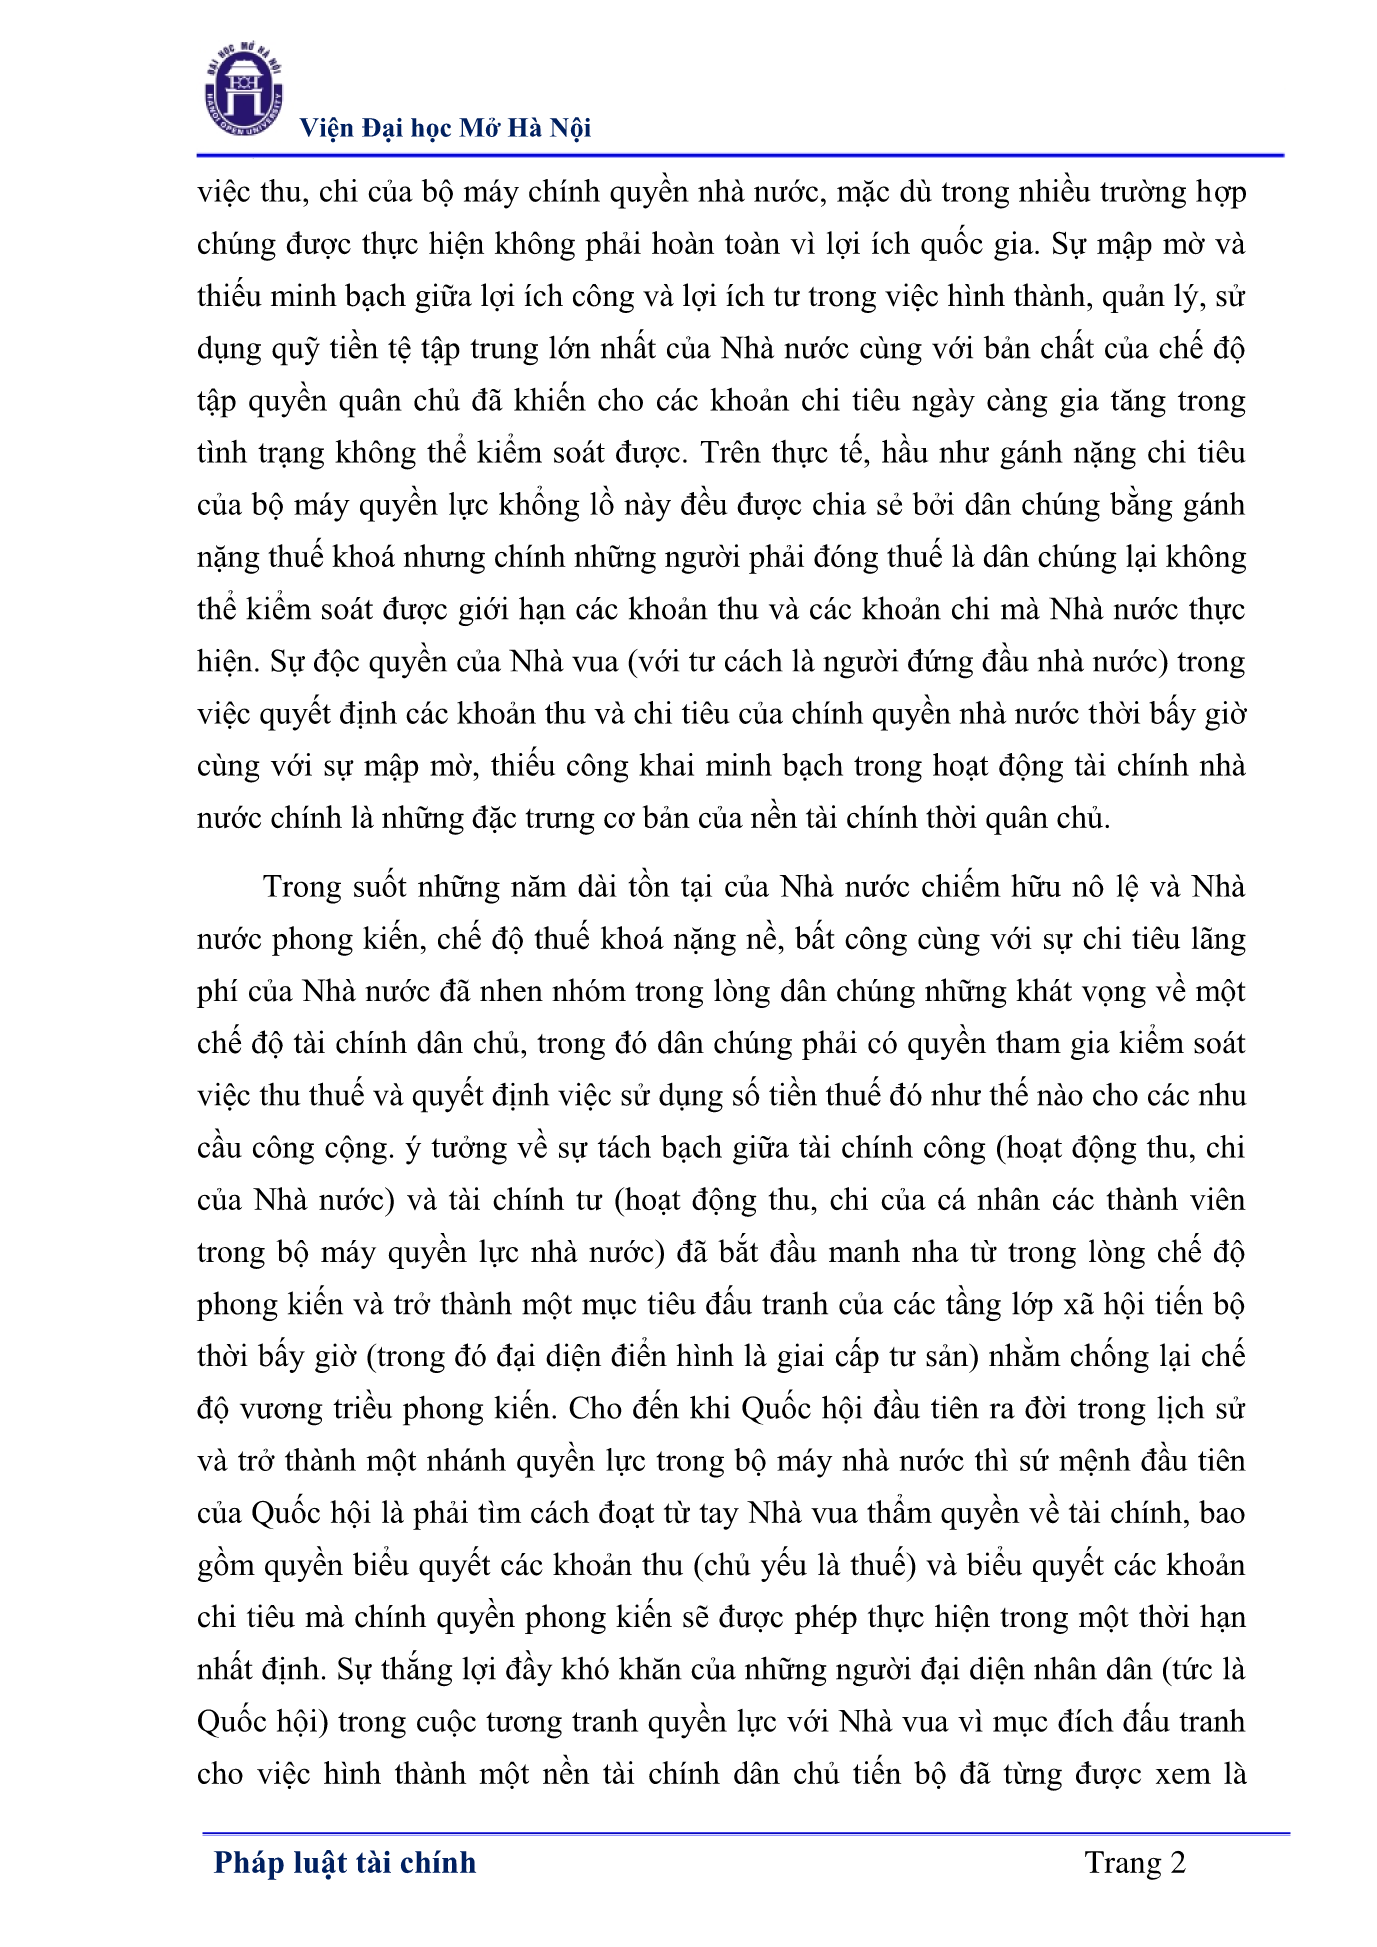 ĐẠI HỌC MỞ HÀ NỘI
HANOI OPEN UNIVERSITY
Viện Đại học Mở Hà Nội
việc thu, chi của bộ máy chính quyền nhà nước, mặc dù trong nhiều trường hợp
chúng được thực hiện không phải hoàn toàn vì lợi ích quốc gia. Sự mập mờ và
thiếu minh bạch giữa lợi ích công và lợi ích tư trong việc hình thành, quản lý, sử
dụng quỹ tiền tệ tập trung lớn nhất của Nhà nước cùng với bản chất của chế độ
tập quyền quân chủ đã khiến cho các khoản chi tiêu ngày càng gia tăng trong
tình trạng không thể kiểm soát được. Trên thực tế, hầu như gánh nặng chi tiêu
của bộ máy quyền lực khổng lồ này đều được chia sẻ bởi dân chúng bằng gánh
nặng thuế khoá nhưng chính những người phải đóng thuế là dân chúng lại không
thể kiểm soát được giới hạn các khoản thu và các khoản chi mà Nhà nước thực
hiện. Sự độc quyền của Nhà vua (với tư cách là người đứng đầu nhà nước) trong
việc quyết định các khoản thu và chi tiêu của chính quyền nhà nước thời bấy giờ
cùng với sự mập mờ, thiếu công khai minh bạch trong hoạt động tài chính nhà
nước chính là những đặc trưng cơ bản của nền tài chính thời quân chủ.
Trong suốt những năm dài tồn tại của Nhà nước chiếm hữu nô lệ và Nhà
nước phong kiến, chế độ thuế khoá nặng nề, bất công cùng với sự chi tiêu lãng
phí của Nhà nước đã nhen nhóm trong lòng dân chúng những khát vọng về một
chế độ tài chính dân chủ, trong đó dân chúng phải có quyền tham gia kiểm soát
việc thu thuế và quyết định việc sử dụng số tiền thuế đó như thế nào cho các nhu
cầu công cộng. ý tưởng về sự tách bạch giữa tài chính công (hoạt động thu, chi
của Nhà nước) và tài chính tư (hoạt động thu, chi của cá nhân các thành viên
trong bộ máy quyền lực nhà nước) đã bắt đầu manh nha từ trong lòng chế độ
phong kiến và trở thành một mục tiêu đấu tranh của các tầng lớp xã hội tiến bộ
thời bấy giờ (trong đó đại diện điển hình là giai cấp tư sản) nhằm chống lại chế
độ vương triều phong kiến. Cho đến khi Quốc hội đầu tiên ra đời trong lịch sử
và trở thành một nhánh quyền lực trong bộ máy nhà nước thì sứ mệnh đầu tiên
của Quốc hội là phải tìm cách đoạt từ tay Nhà vua thẩm quyền về tài chính, bao
gồm quyền biểu quyết các khoản thu (chủ yếu là thuế) và biểu quyết các khoản
chi tiêu mà chính quyền phong kiến sẽ được phép thực hiện trong một thời hạn
nhất định. Sự thắng lợi đầy khó khăn của những người đại diện nhân dân (tức là
Quốc hội) trong cuộc tương tranh quyền lực với Nhà vua vì mục đích đấu tranh
cho việc hình thành một nền tài chính dân chủ tiến bộ đã từng được xem là
Pháp luật tài chính Trang 2